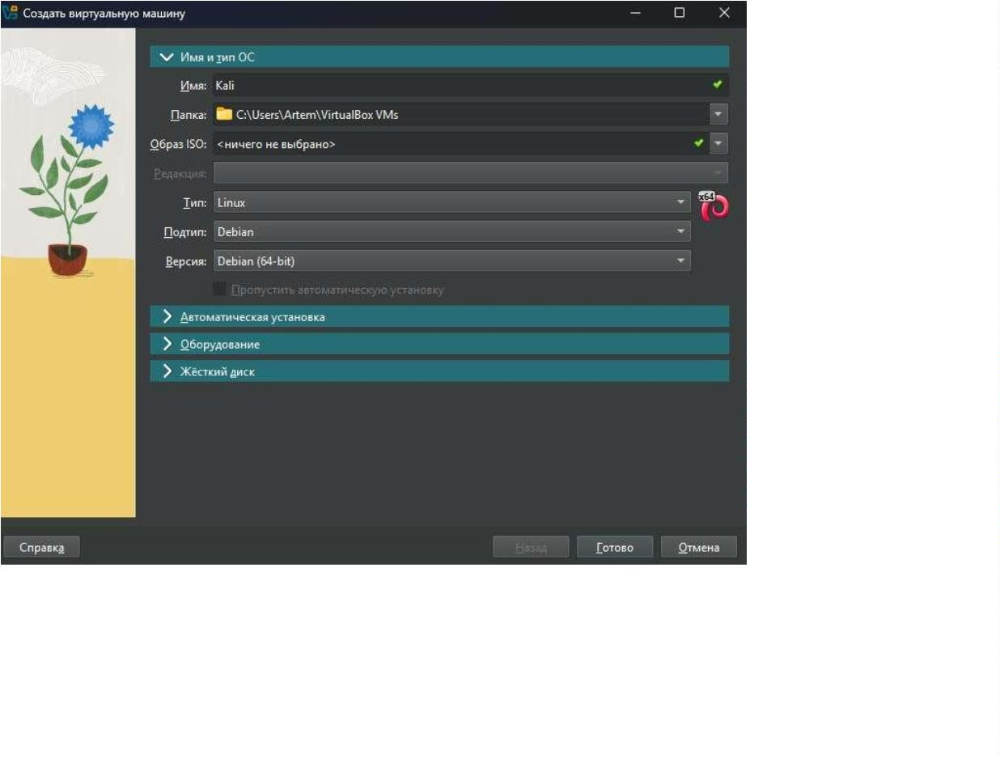 Создать виртуальную машину
Имя и тип ОС
Имя: Kali
Папка: C:\Users\Artem\VirtualBox VMs
Образ ISO: <ничего не выбрано>
Редакция:
Тип: Linux
x64
Подтип: Debian
Версия: Debian (64-bit)
Пропустить автоматическую установку
Автоматическая установка
Оборудование
Жёсткий диск
Справка Назад Готово Отмена